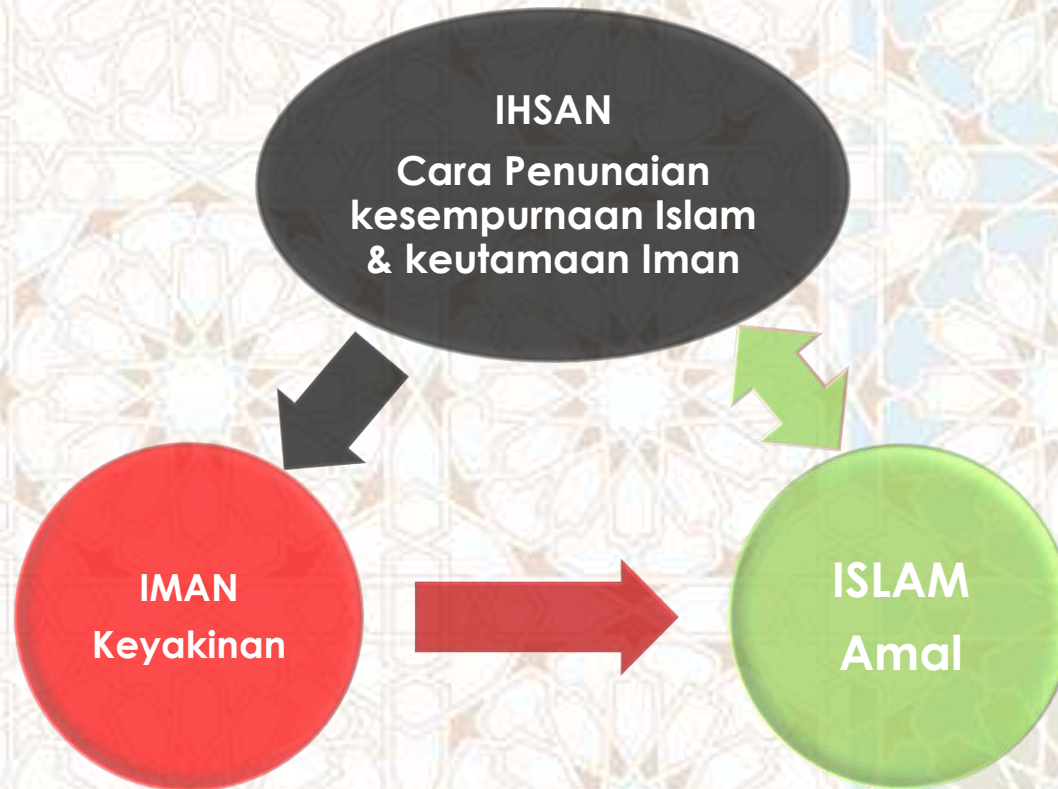 IHSAN
Cara Penunaian
kesempurnaan Islam
& keutamaan Iman
IMAN
Keyakinan
ISLAM
Amal